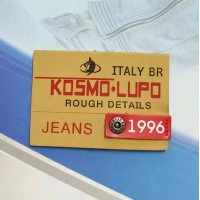 ITALY BR
KOSMO·LUPO
ROUGH DETAILS
JEANS 1996